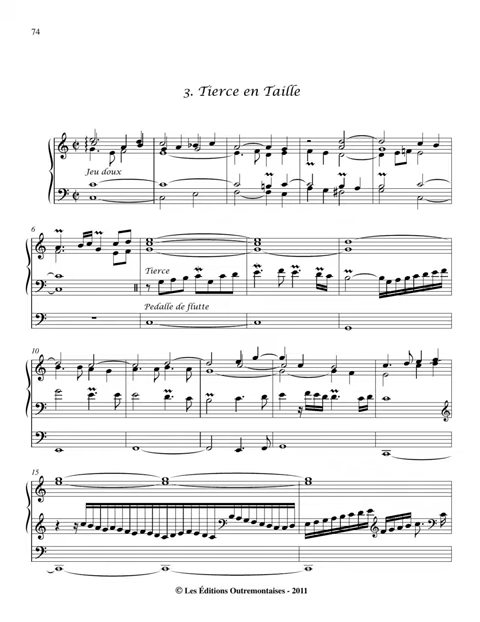 74
3. Tierce en Taille
Jeu doux
6
Tierce
Pedalle de flutte
10
15
© Les Éditions Outremontaises - 2011